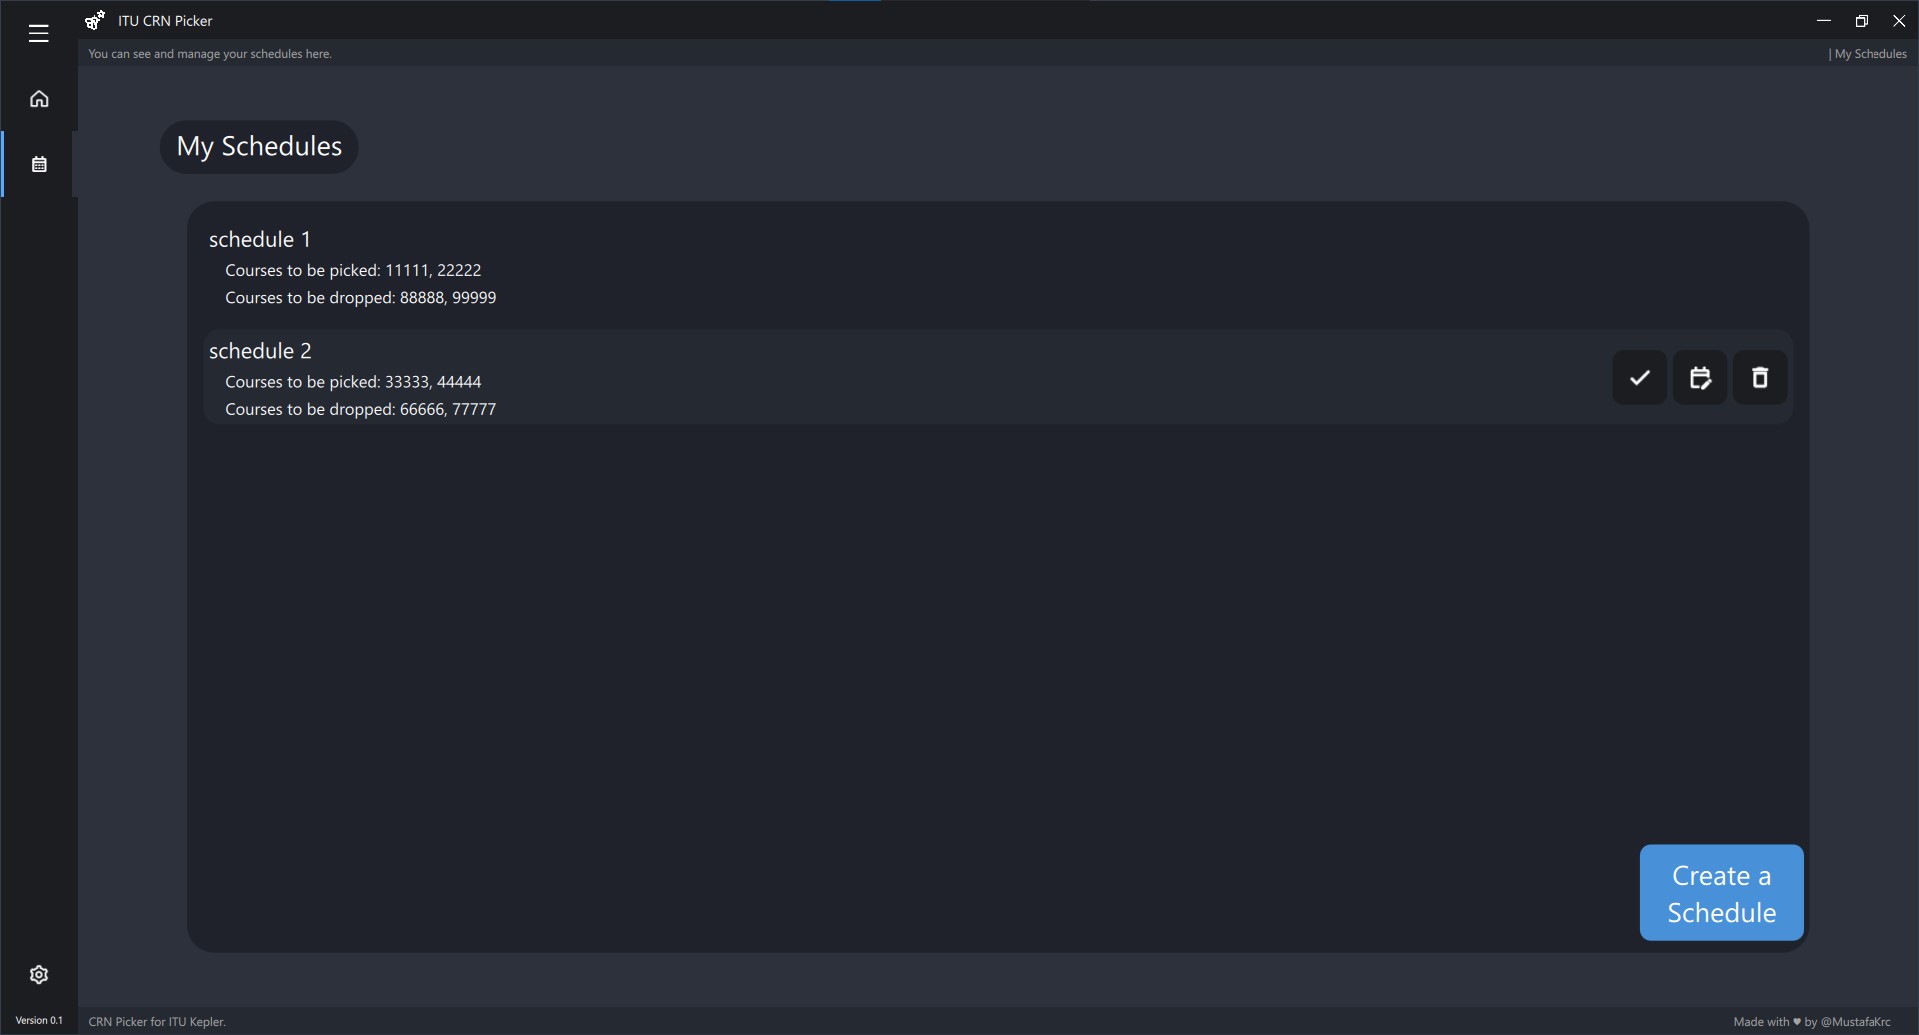 ITU CRN Picker
You can see and manage your schedules here.
| My Schedules
My Schedules
schedule 1
Courses to be picked: 11111, 22222
Courses to be dropped: 88888, 99999
schedule 2
Courses to be picked: 33333, 44444
Courses to be dropped: 66666, 77777
Create a
Schedule
Version 0.1
CRN Picker for ITU Kepler.
Made with ♥ by @MustafaKrc